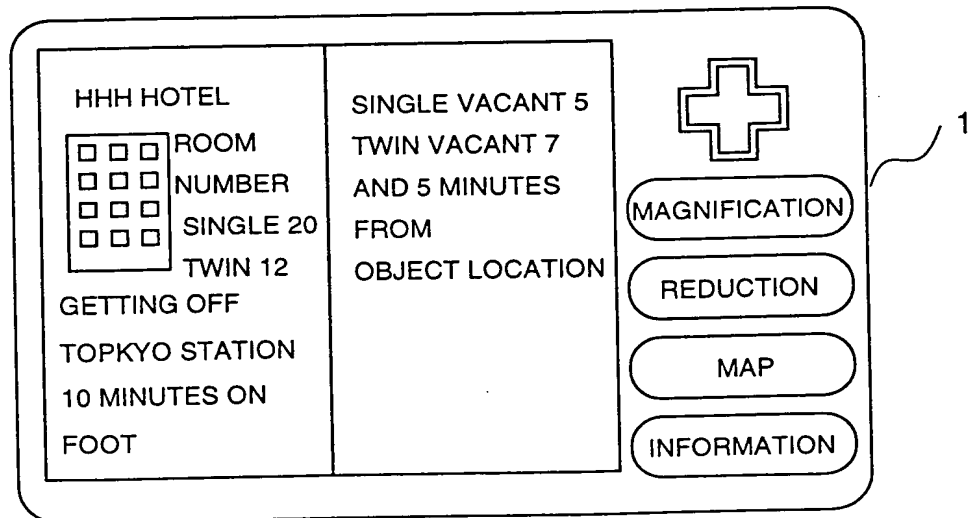 HHH HOTEL
ROOM
NUMBER
SINGLE 20
TWIN 12
GETTING OFF
TOPKYO STATION
10 MINUTES ON
FOOT
SINGLE VACANT 5
TWIN VACANT 7
AND 5 MINUTES
FROM
OBJECT LOCATION
MAGNIFICATION
REDUCTION
MAP
INFORMATION
1